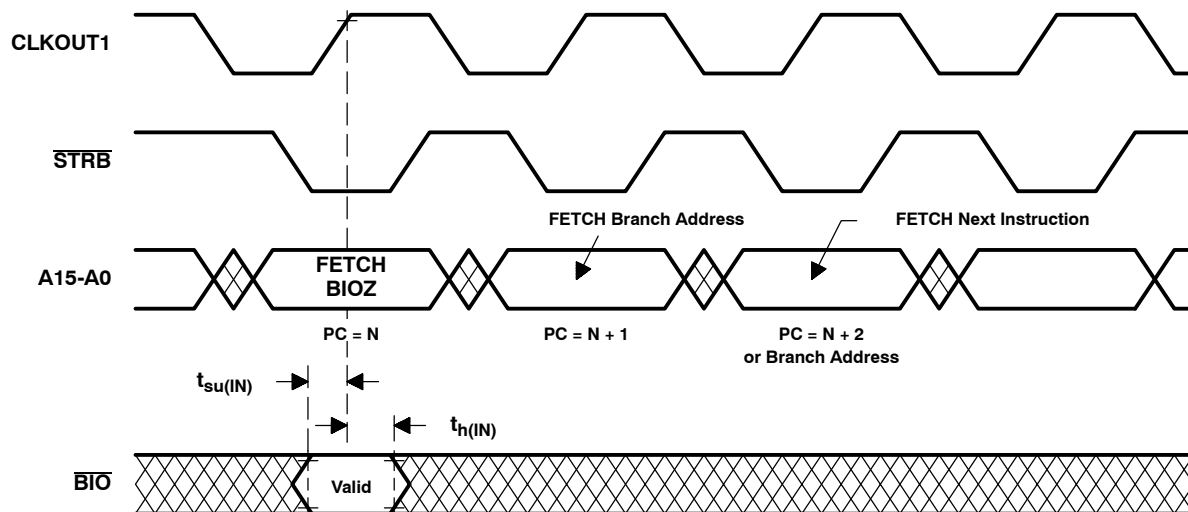 CLKOUT1
STRB
FETCH Branch Address
FETCH Next Instruction
A15-A0
FETCH
BIOZ
PC = N
PC = N + 1
PC = N + 2
or Branch Address
tsu(IN)
th(IN)
BIO
Valid